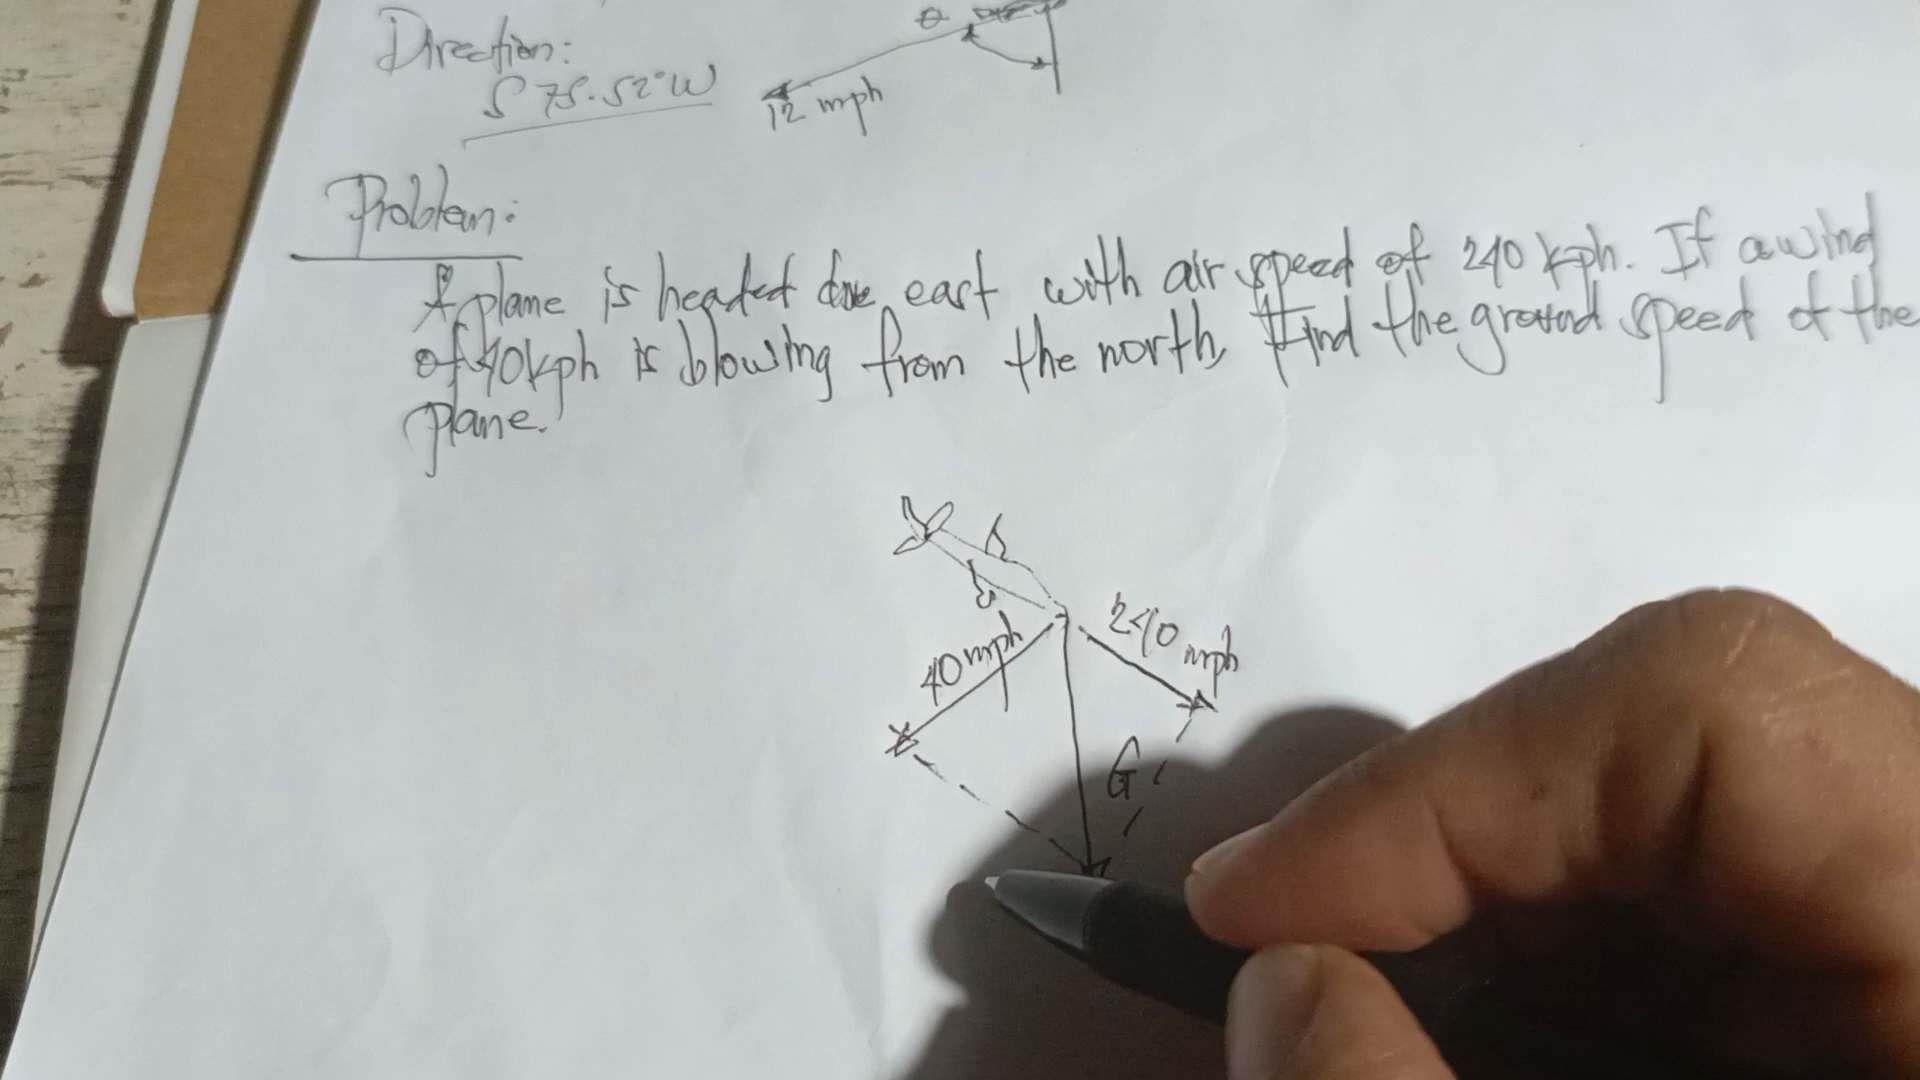 Direction:
S 75.52°W
θ
12 mph
Problem:
A plane is headed due east with air speed of 240 kph. If a wind
of 40kph is blowing from the north, find the ground speed of the
plane.
40 mph
240 mph
G